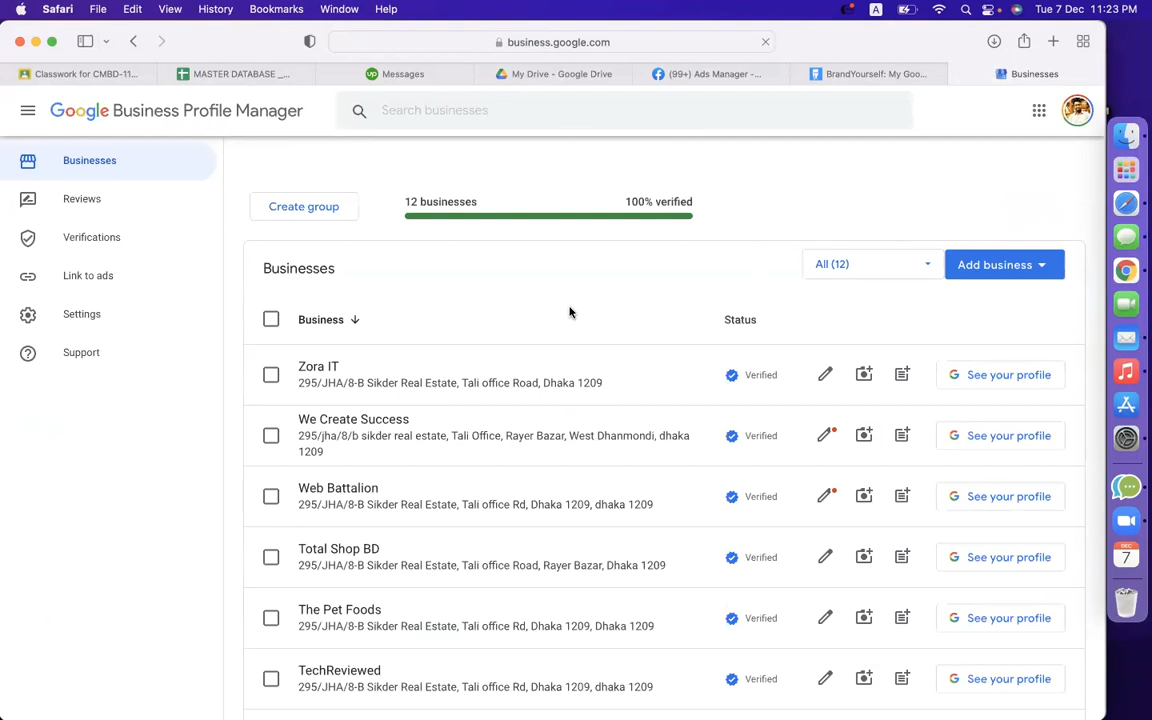 Safari File Edit View History Bookmarks Window Help A Tue 7 Dec 11:23 PM
business.google.com
Classwork for CMBD-11... MASTER DATABASE _... Messages My Drive – Google Drive (99+) Ads Manager -... BrandYourself: My Goo... Businesses
Google Business Profile Manager
Search businesses
Businesses
Reviews
Verifications
Link to ads
Settings
Support
Create group
12 businesses 100% verified
Businesses
All (12)
Add business
Business Status
Zora IT
295/JHA/8-B Sikder Real Estate, Tali office Road, Dhaka 1209
Verified
See your profile
We Create Success
295/jha/8/b sikder real estate, Tali Office, Rayer Bazar, West Dhanmondi, dhaka
1209
Verified
See your profile
Web Battalion
295/JHA/8-B Sikder Real Estate, Tali office Rd, Dhaka 1209, dhaka 1209
Verified
See your profile
Total Shop BD
295/JHA/8-B Sikder Real Estate, Tali office Road, Rayer Bazar, Dhaka 1209
Verified
See your profile
The Pet Foods
295/JHA/8-B Sikder Real Estate, Tali office Rd, Dhaka 1209, Dhaka 1209
Verified
See your profile
TechReviewed
295/JHA/8-B Sikder Real Estate, Tali office Rd, Dhaka 1209, dhaka 1209
Verified
See your profile
DEC
7